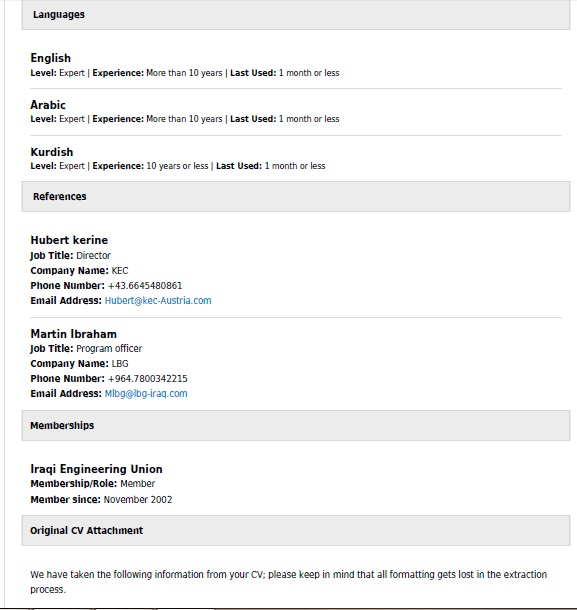 Languages
English
Level: Expert | Experience: More than 10 years | Last Used: 1 month or less
Arabic
Level: Expert | Experience: More than 10 years | Last Used: 1 month or less
Kurdish
Level: Expert | Experience: 10 years or less | Last Used: 1 month or less
References
Hubert kerine
Job Title: Director
Company Name: KEC
Phone Number: +43.6645480861
Email Address: Hubert@kec-Austria.com
Martin Ibraham
Job Title: Program officer
Company Name: LBG
Phone Number: +964.7800342215
Email Address: Mlbg@lbg-iraq.com
Memberships
Iraqi Engineering Union
Membership/Role: Member
Member since: November 2002
Original CV Attachment
We have taken the following information from your CV; please keep in mind that all formatting gets lost in the extraction
process.